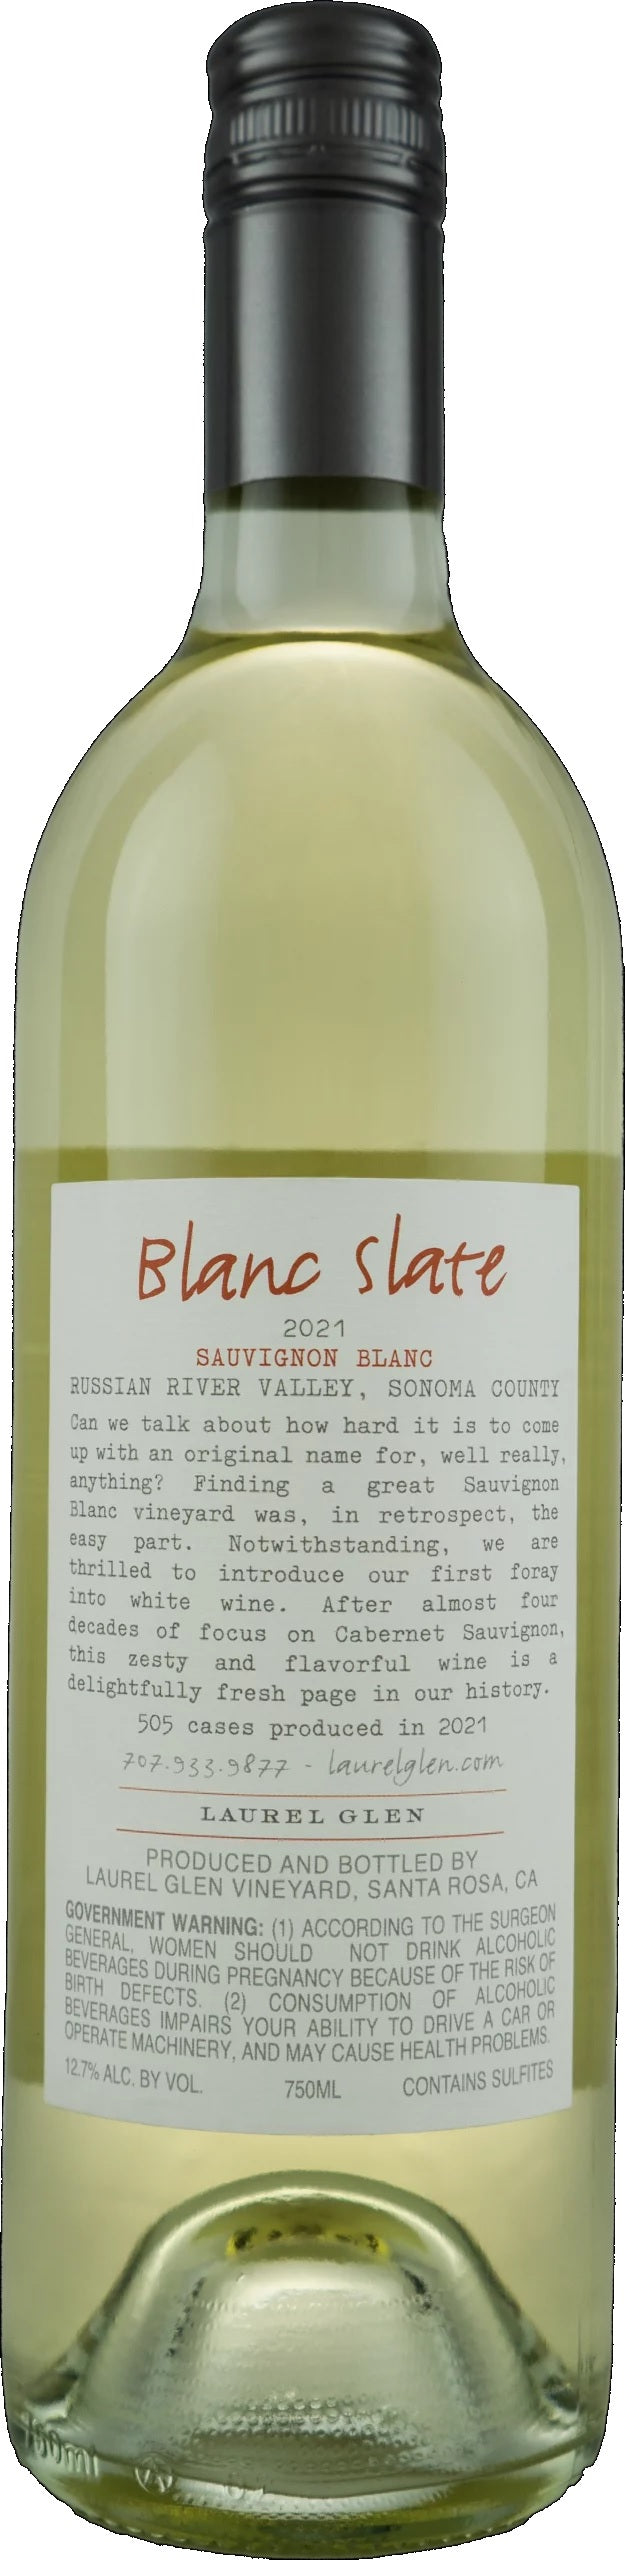 Blanc Slate
2021
SAUVIGNON BLANC
RUSSIAN RIVER VALLEY, SONOMA COUNTY
Can we talk about how hard it is to come
up with an original name for, well really,
anything? Finding a great Sauvignon
Blanc vineyard was, in retrospect, the
easy part. Notwithstanding, we are
thrilled to introduce our first foray
into white wine. After almost four
decades of focus on Cabernet Sauvignon,
this zesty and flavorful wine is a
delightfully fresh page in our history.
505 cases produced in 2021
707.933.9877 - laurelglen.com
LAUREL GLEN
PRODUCED AND BOTTLED BY
LAUREL GLEN VINEYARD, SANTA ROSA, CA
GOVERNMENT WARNING: (1) ACCORDING TO THE SURGEON
GENERAL, WOMEN SHOULD NOT DRINK ALCOHOLIC
BEVERAGES DURING PREGNANCY BECAUSE OF THE RISK OF
BIRTH DEFECTS. (2) CONSUMPTION OF ALCOHOLIC
BEVERAGES IMPAIRS YOUR ABILITY TO DRIVE A CAR OR
OPERATE MACHINERY, AND MAY CAUSE HEALTH PROBLEMS.
12.7% ALC. BY VOL. 750ML CONTAINS SULFITES